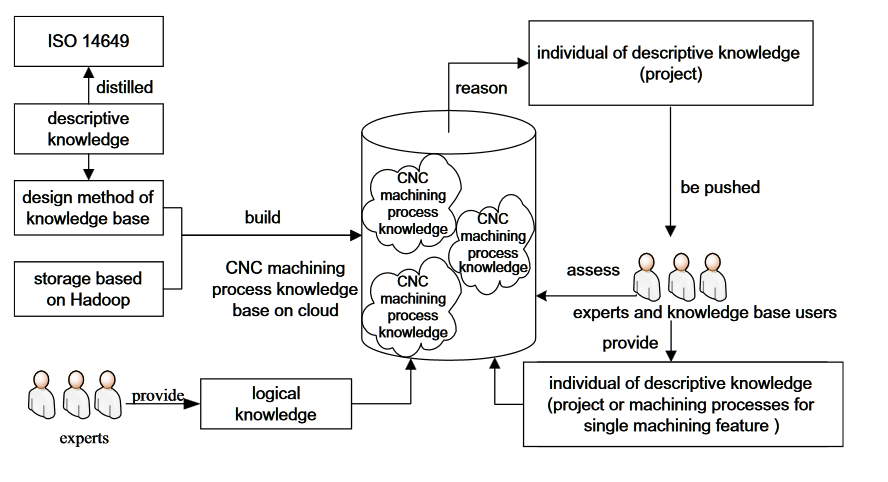 ISO 14649
distilled
descriptive
knowledge
design method of
knowledge base
storage based
on Hadoop
build
CNC machining
process knowledge
base on cloud
experts
provide
logical
knowledge
CNC
machining
process
knowledge
CNC
machining
process
knowledge
CNC
machining
process
knowledge
reason
individual of descriptive knowledge
(project)
be pushed
assess
experts and knowledge base users
provide
individual of descriptive knowledge
(project or machining processes for
single machining feature )